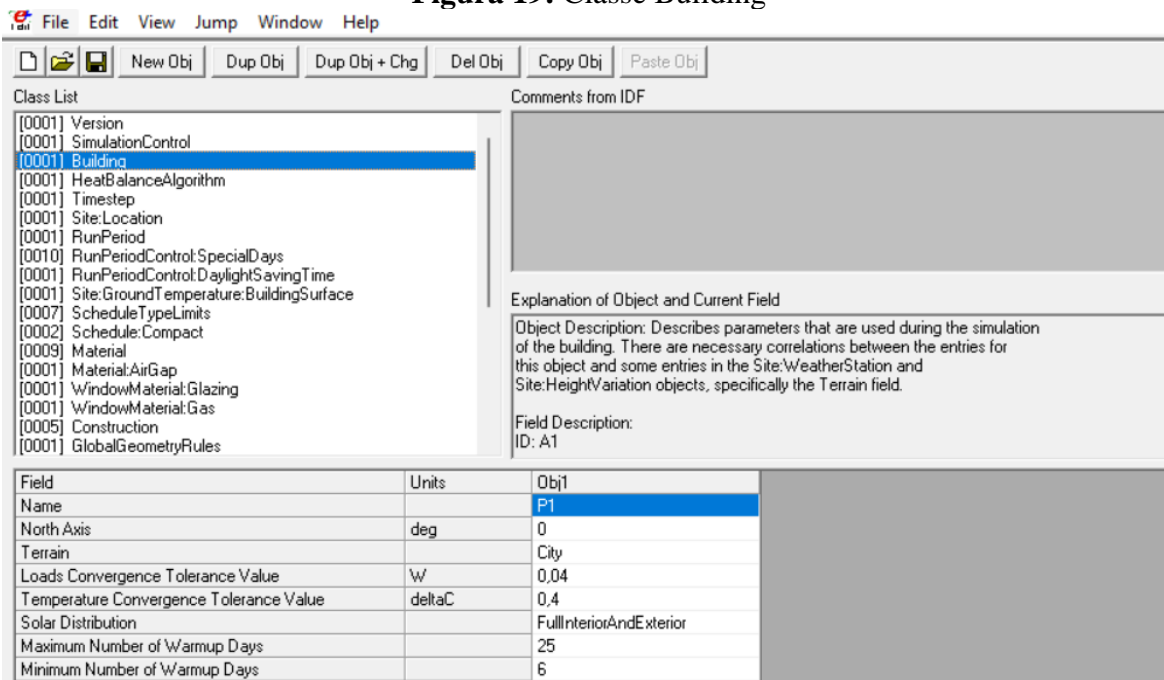 Figura 19. Classe Building
File Edit View Jump Window Help
New Obj Dup Obj Dup Obj + Chg Del Obj Copy Obj Paste Obj
Class List
[0001] Version
[0001] SimulationControl
[0001] Building
[0001] HeatBalanceAlgorithm
[0001] Timestep
[0001] Site:Location
[0001] RunPeriod
[0010] RunPeriodControl:SpecialDays
[0001] RunPeriodControl:DaylightSavingTime
[0001] Site:GroundTemperature:BuildingSurface
[0007] ScheduleTypeLimits
[0002] Schedule:Compact
[0009] Material
[0001] Material:AirGap
[0001] WindowMaterial:Glazing
[0001] WindowMaterial:Gas
[0005] Construction
[0001] GlobalGeometryRules
Comments from IDF
Explanation of Object and Current Field
Object Description: Describes parameters that are used during the simulation
of the building. There are necessary correlations between the entries for
this object and some entries in the Site:WeatherStation and
Site:HeightVariation objects, specifically the Terrain field.
Field Description:
ID: A1
Field Units Obj1
Name P1
North Axis deg 0
Terrain City
Loads Convergence Tolerance Value W 0,04
Temperature Convergence Tolerance Value deltaC 0,4
Solar Distribution FullInteriorAndExterior
Maximum Number of Warmup Days 25
Minimum Number of Warmup Days 6